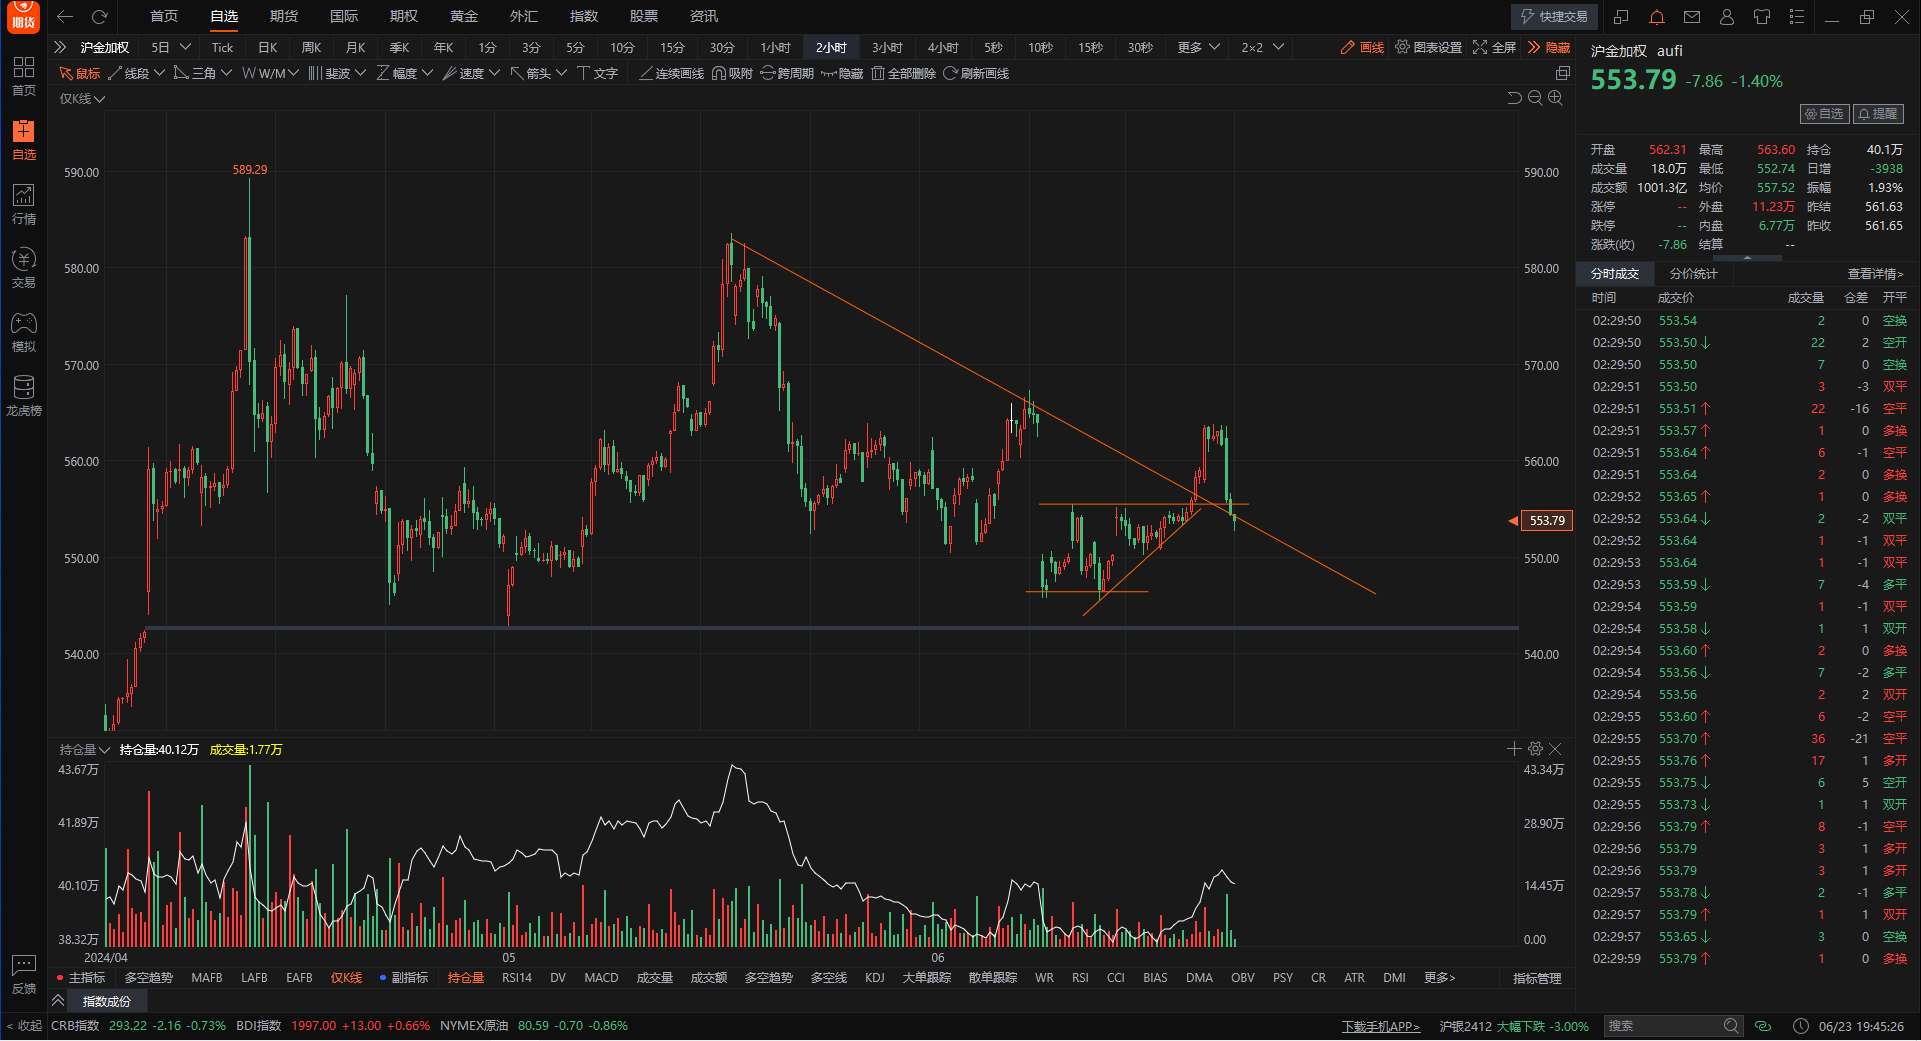 期货 首页 自选 期货 国际 期权 黄金 外汇 指数 股票 资讯 快捷交易
沪金加权 5日 Tick 日K 周K 月K 季K 年K 1分 3分 5分 10分 15分 30分 1小时 2小时 3小时 4小时 5秒 10秒 15秒 30秒 更多 2×2 画线 图表设置 全屏 隐藏
鼠标 线段 三角 W/M 斐波 幅度 速度 箭头 文字 连续画线 吸附 跨周期 隐藏 全部删除 刷新画线
仅K线
首页
自选
行情
交易
模拟
龙虎榜
反馈
< 收起
589.29
590.00 590.00
580.00 580.00
570.00 570.00
560.00 560.00
553.79
550.00 550.00
540.00 540.00
持仓量 持仓量:40.12万 成交量:1.77万
43.67万 43.34万
41.89万 28.90万
40.10万 14.45万
38.32万 0.00
2024/04 05 06
主指标 多空趋势 MAFB LAFB EAFB 仅K线 副指标 持仓量 RSI14 DV MACD 成交量 成交额 多空趋势 多空线 KDJ 大单跟踪 散单跟踪 WR RSI CCI BIAS DMA OBV PSY CR ATR DMI 更多> 指标管理
指数成份
沪金加权 aufi
553.79 -7.86 -1.40%
自选 提醒
开盘 562.31 最高 563.60 持仓 40.1万
成交量 18.0万 最低 552.74 日增 -3938
成交额 1001.3亿 均价 557.52 振幅 1.93%
涨停 -- 外盘 11.23万 昨结 561.63
跌停 -- 内盘 6.77万 昨收 561.65
涨跌(收) -7.86 结算 --
分时成交 分价统计 查看详情>
时间 成交价 成交量 仓差 开平
02:29:50 553.54 2 0 空换
02:29:50 553.50↓ 22 2 空开
02:29:50 553.50 7 0 空换
02:29:51 553.50 3 -3 双平
02:29:51 553.51↑ 22 -16 空平
02:29:51 553.57↑ 1 0 多换
02:29:51 553.64↑ 6 -1 空平
02:29:51 553.64 2 0 多换
02:29:52 553.65↑ 1 0 多换
02:29:52 553.64↓ 2 -2 双平
02:29:52 553.64 1 -1 双平
02:29:53 553.64 1 -1 双平
02:29:53 553.59↓ 7 -4 多平
02:29:54 553.59 1 -1 双平
02:29:54 553.58↓ 1 1 双开
02:29:54 553.60↑ 2 0 多换
02:29:54 553.56↓ 7 -2 多平
02:29:54 553.56 2 2 双开
02:29:55 553.60↑ 6 -2 空平
02:29:55 553.70↑ 36 -21 空平
02:29:55 553.76↑ 17 1 多开
02:29:55 553.75↓ 6 5 空开
02:29:55 553.73↓ 1 1 双开
02:29:56 553.79↑ 8 -1 空平
02:29:56 553.79 3 1 多开
02:29:56 553.79 3 1 多开
02:29:57 553.78↓ 2 -1 多平
02:29:57 553.79↑ 1 1 双开
02:29:57 553.65↓ 3 0 空换
02:29:59 553.79↑ 1 0 多换
CRB指数 293.22 -2.16 -0.73% BDI指数 1997.00 +13.00 +0.66% NYMEX原油 80.59 -0.70 -0.86% 下载手机APP> 沪银2412 大幅下跌 -3.00% 搜索 06/23 19:45:26